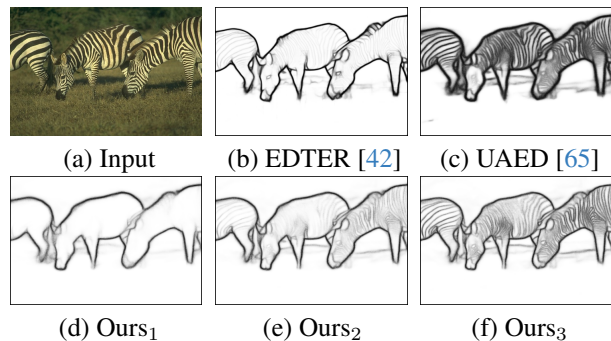 (a) Input (b) EDTER [42] (c) UAED [65]
(d) Ours₁ (e) Ours₂ (f) Ours₃